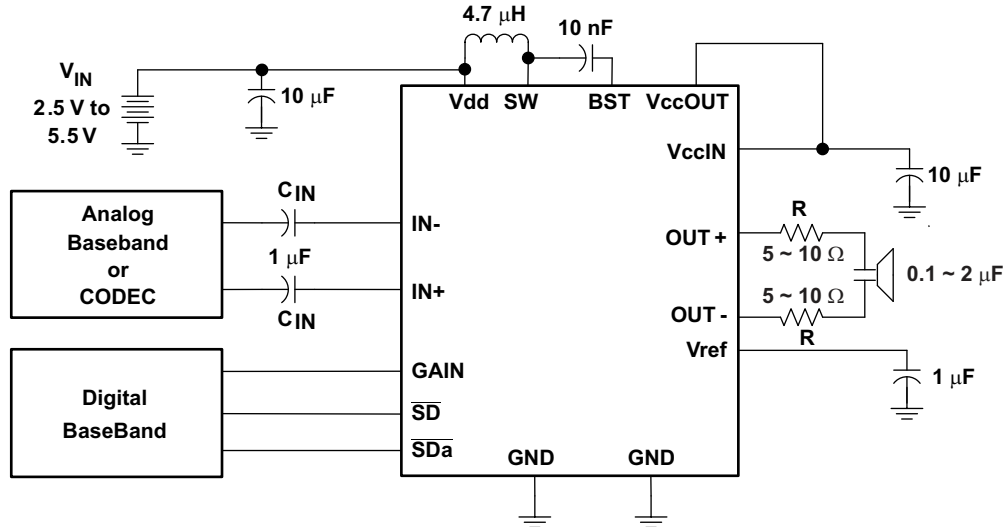 4.7 μH
10 nF
V_IN
2.5 V to
5.5 V
10 μF
Vdd
SW
BST
VccOUT
VccIN
10 μF
Analog
Baseband
or
CODEC
C_IN
1 μF
C_IN
IN-
IN+
OUT +
R
5 ~ 10 Ω
0.1 ~ 2 μF
5 ~ 10 Ω
OUT -
R
Vref
1 μF
Digital
BaseBand
GAIN
SD
SDa
GND
GND